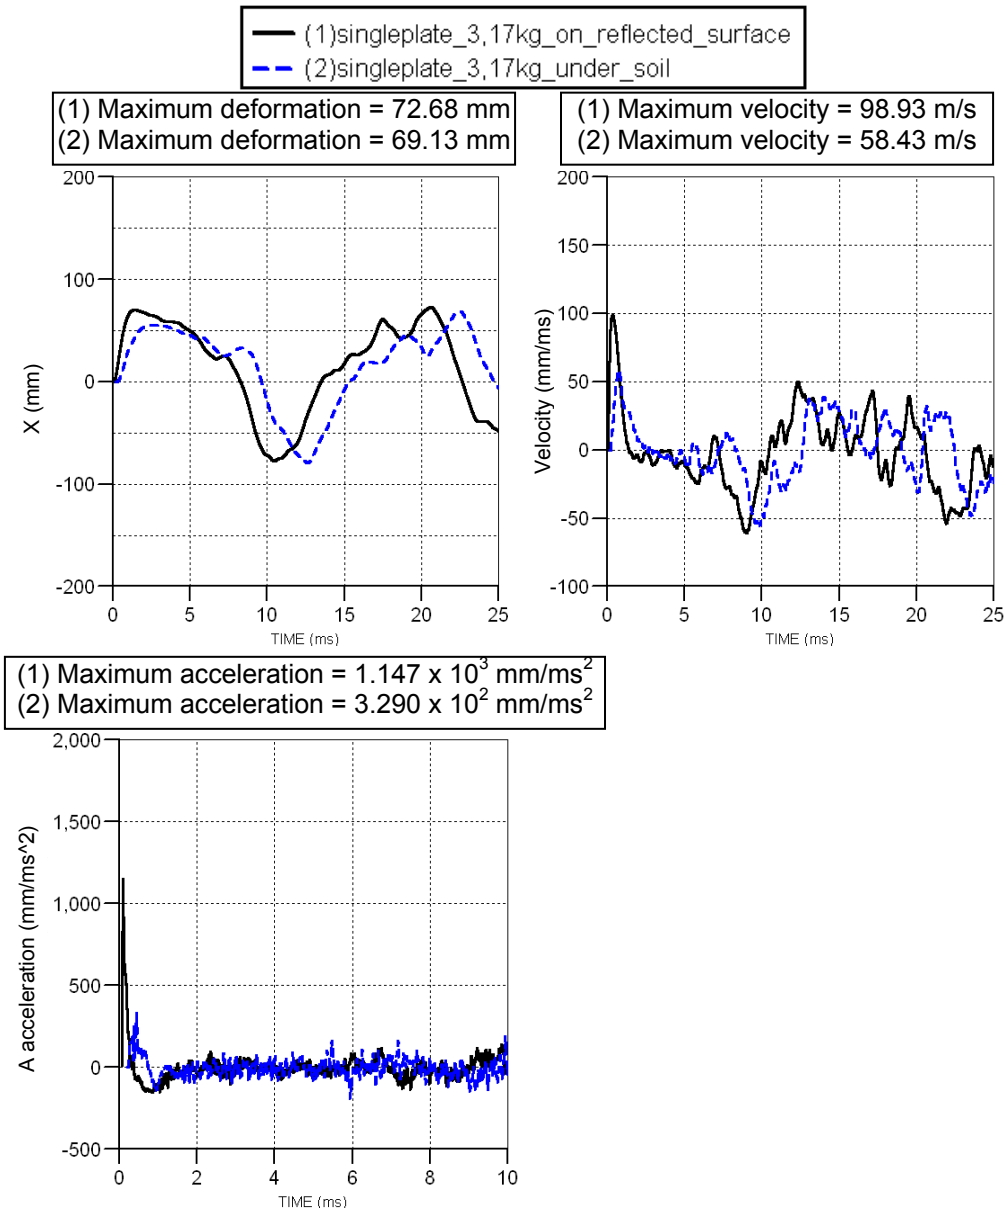 (1)singleplate_3,17kg_on_reflected_surface
(2)singleplate_3,17kg_under_soil
(1) Maximum deformation = 72.68 mm
(2) Maximum deformation = 69.13 mm
(1) Maximum velocity = 98.93 m/s
(2) Maximum velocity = 58.43 m/s
200
100
0
-100
-200
X (mm)
0 5 10 15 20 25
TIME (ms)
200
150
100
50
0
-50
-100
Velocity (mm/ms)
0 5 10 15 20 25
TIME (ms)
(1) Maximum acceleration = 1.147 x 10³ mm/ms²
(2) Maximum acceleration = 3.290 x 10² mm/ms²
2,000
1,500
1,000
500
0
-500
A acceleration (mm/ms^2)
0 2 4 6 8 10
TIME (ms)